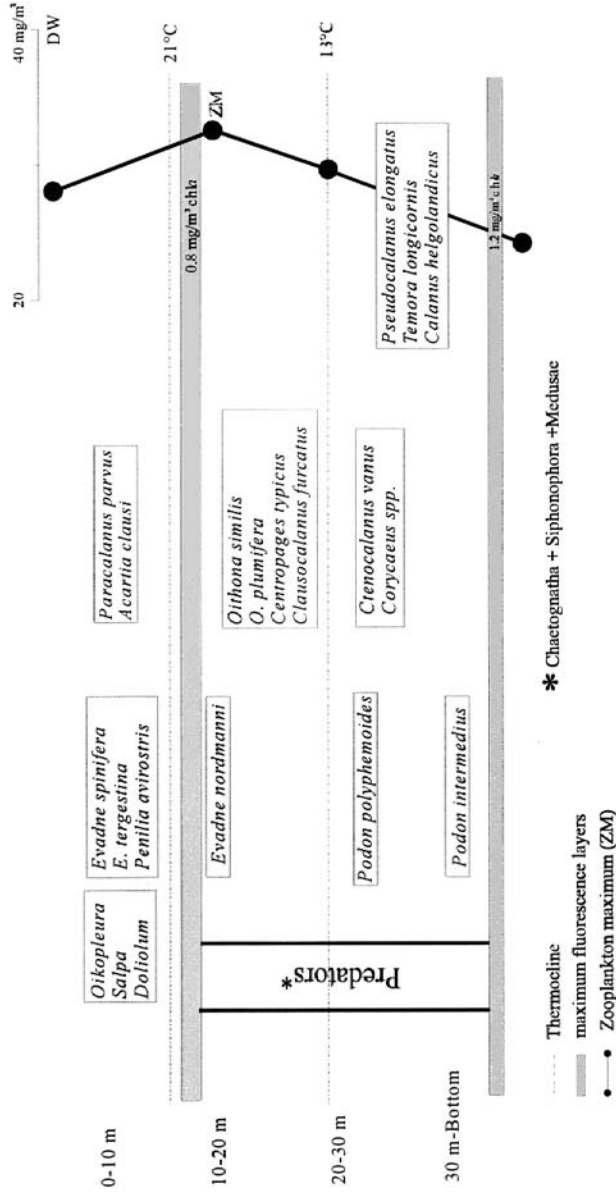 20
40 mg/m³
DW
21°C
ZM
0.8 mg/m³ chla
13°C
1.2 mg/m³ chla
0-10 m
10-20 m
20-30 m
30 m-Bottom
Oikopleura
Salpa
Doliolum
Evadne spinifera
E. tergestina
Penilia avirostris
Paracalanus parvus
Acartia clausi
Evadne nordmanni
Oithona similis
O. plumifera
Centropages typicus
Clausocalanus furcatus
Predators*
Podon polyphemoides
Ctenocalanus vanus
Corycaeus spp.
Pseudocalanus elongatus
Temora longicornis
Calanus helgolandicus
Podon intermedius
Thermocline
maximum fluorescence layers
Zooplankton maximum (ZM)
* Chaetognatha + Siphonophora +Medusae